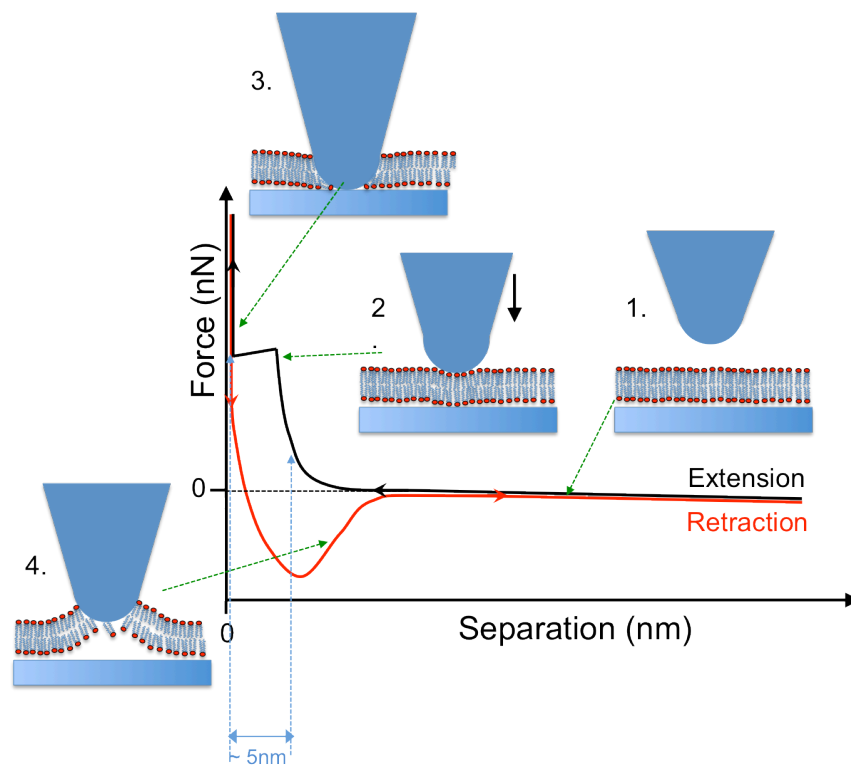 3.
1.
2
.
Force (nN)
0
Extension
Retraction
4.
0
Separation (nm)
~ 5nm